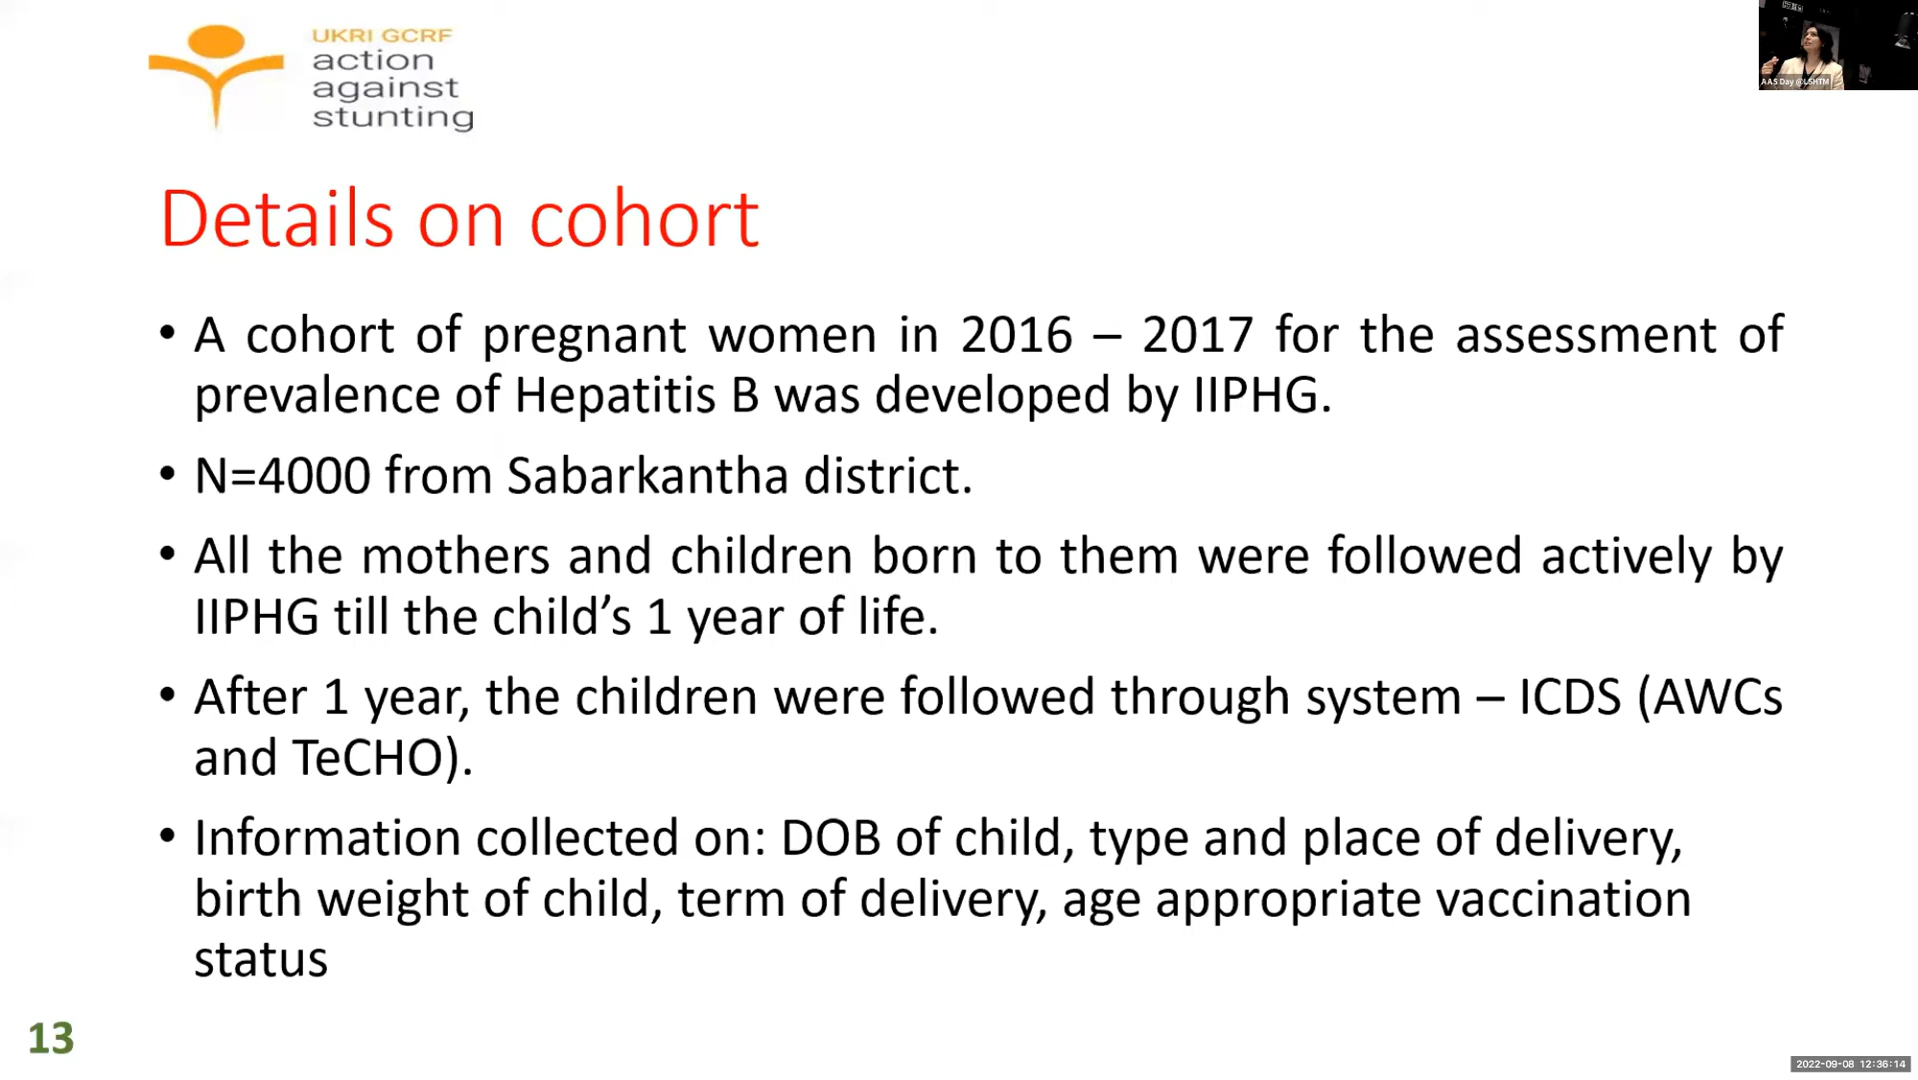 UKRI GCRF
action
against
stunting
AAS Day @LSHTM
Details on cohort
• A cohort of pregnant women in 2016 – 2017 for the assessment of
prevalence of Hepatitis B was developed by IIPHG.
• N=4000 from Sabarkantha district.
• All the mothers and children born to them were followed actively by
IIPHG till the child’s 1 year of life.
• After 1 year, the children were followed through system – ICDS (AWCs
and TeCHO).
• Information collected on: DOB of child, type and place of delivery,
birth weight of child, term of delivery, age appropriate vaccination
status
13
2022-09-08 12:36:14